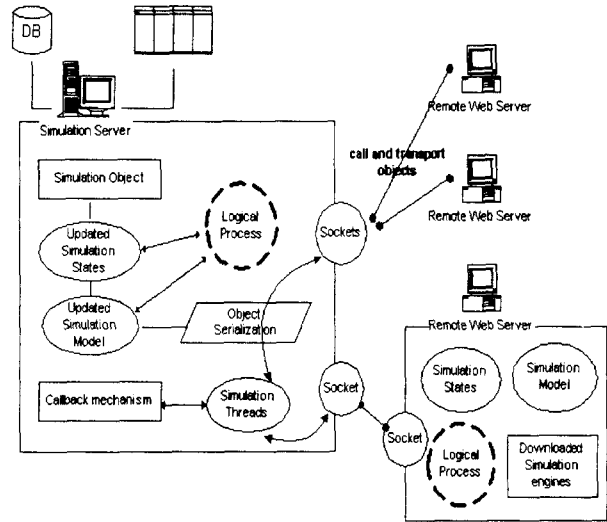 DB
Simulation Server
Remote Web Server
call and transport
objects
Simulation Object
Logical
Process
Updated
Simulation
States
Sockets
Remote Web Server
Updated
Simulation
Model
Object
Serialization
Remote Web Server
Callback mechanism
Simulation
Threads
Socket
Socket
Simulation
States
Simulation
Model
Logical
Process
Downloaded
Simulation
engines